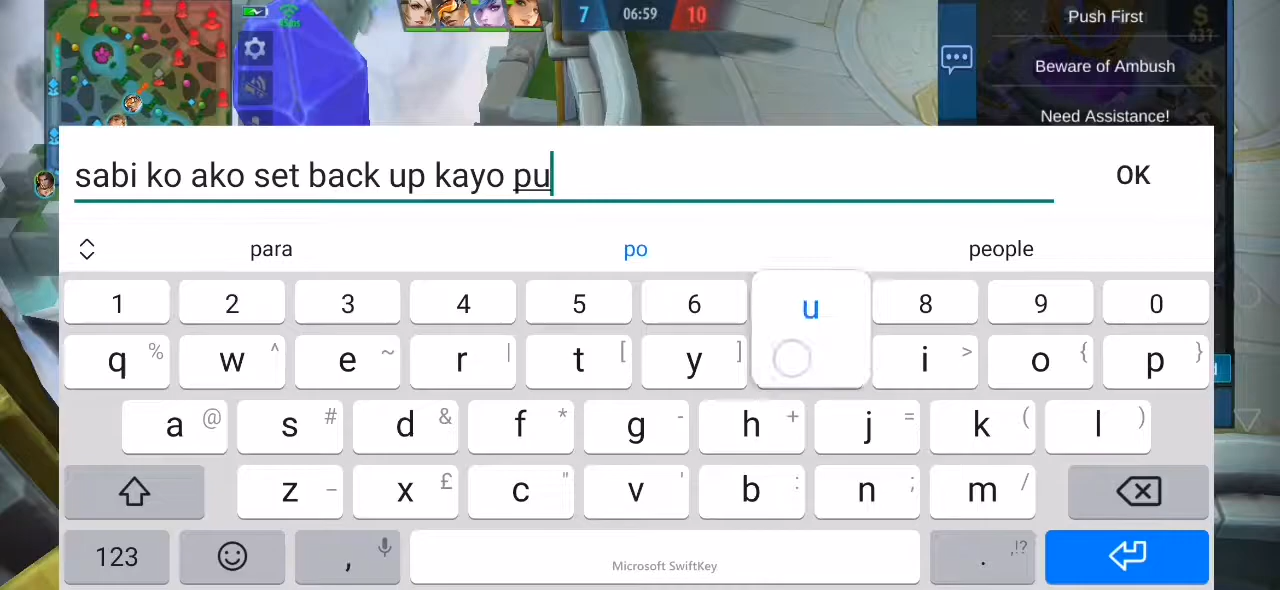 7 06:59 10
Push First
631
Beware of Ambush
Need Assistance!
sabi ko ako set back up kayo pu
OK
para po people
1 2 3 4 5 6 u 8 9 0
q % w ^ e ~ r | t [ y ] i > o { p }
a @ s # d & f * g - h + j = k ( l )
z _ x £ c " v ' b : n ; m /
123 , Microsoft SwiftKey . ,!?